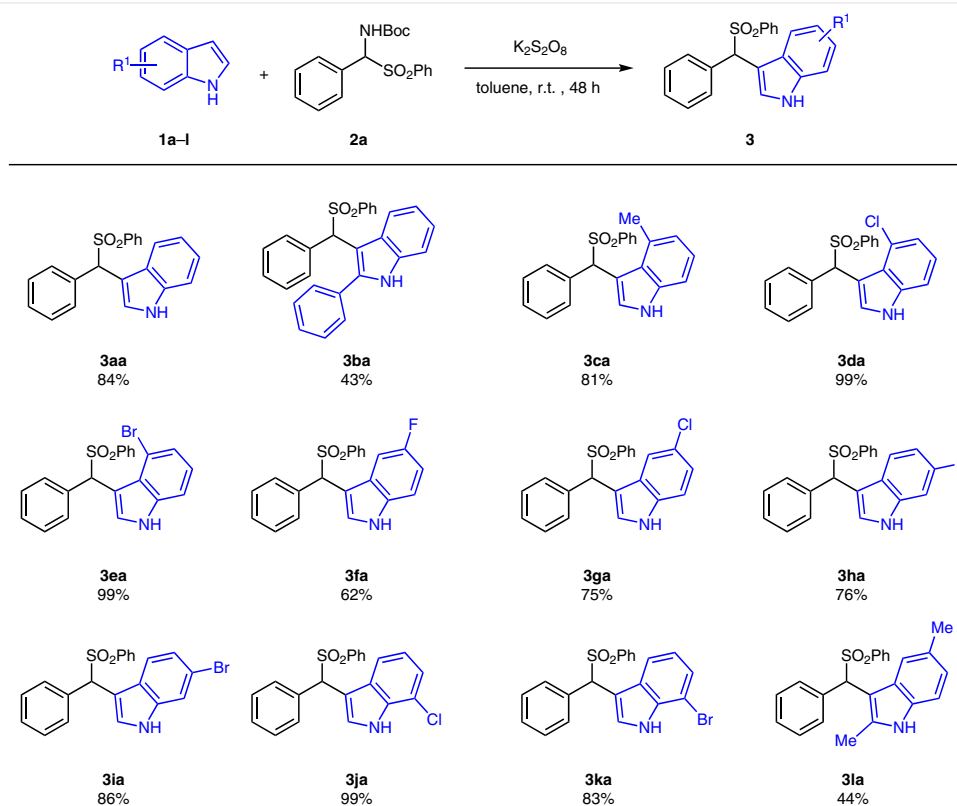 R1
N
H
+
NHBoc
SO2Ph
1a–l
2a
K2S2O8
toluene, r.t. , 48 h
SO2Ph
R1
NH
3
SO2Ph
NH
3aa
84%
SO2Ph
NH
3ba
43%
Me
SO2Ph
NH
3ca
81%
Cl
SO2Ph
NH
3da
99%
Br
SO2Ph
NH
3ea
99%
F
SO2Ph
NH
3fa
62%
Cl
SO2Ph
NH
3ga
75%
SO2Ph
NH
3ha
76%
SO2Ph
Br
NH
3ia
86%
SO2Ph
Cl
NH
3ja
99%
SO2Ph
Br
NH
3ka
83%
Me
SO2Ph
Me
NH
3la
44%